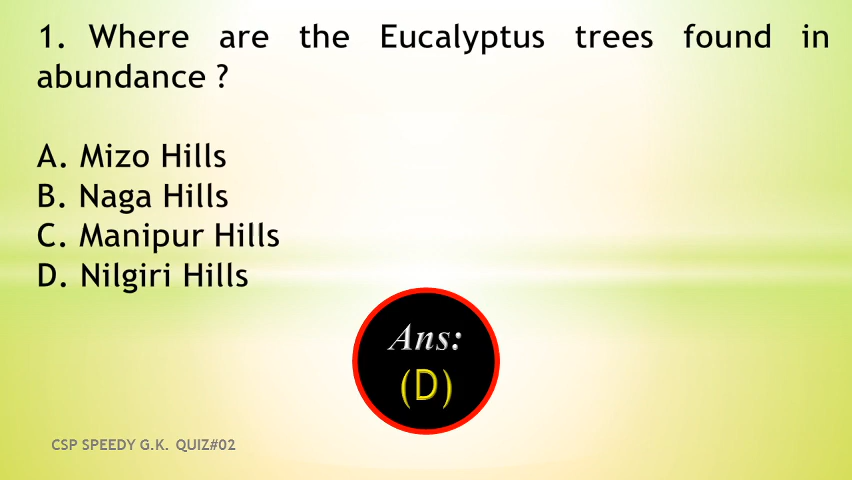 1. Where are the Eucalyptus trees found in
abundance ?
A. Mizo Hills
B. Naga Hills
C. Manipur Hills
D. Nilgiri Hills
Ans:
(D)
CSP SPEEDY G.K. QUIZ#02